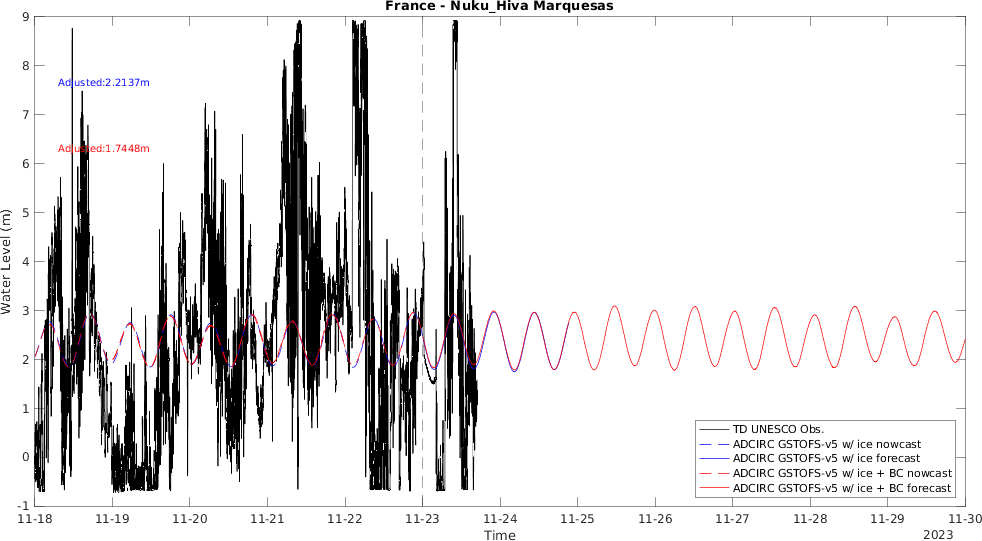 France - Nuku_Hiva Marquesas
9
8
7
6
5
4
3
2
1
0
-1
Water Level (m)
Adjusted:2.2137m
Adjusted:1.7448m
TD UNESCO Obs.
ADCIRC GSTOFS-v5 w/ ice nowcast
ADCIRC GSTOFS-v5 w/ ice forecast
ADCIRC GSTOFS-v5 w/ ice + BC nowcast
ADCIRC GSTOFS-v5 w/ ice + BC forecast
11-18 11-19 11-20 11-21 11-22 11-23 11-24 11-25 11-26 11-27 11-28 11-29 11-30
Time
2023